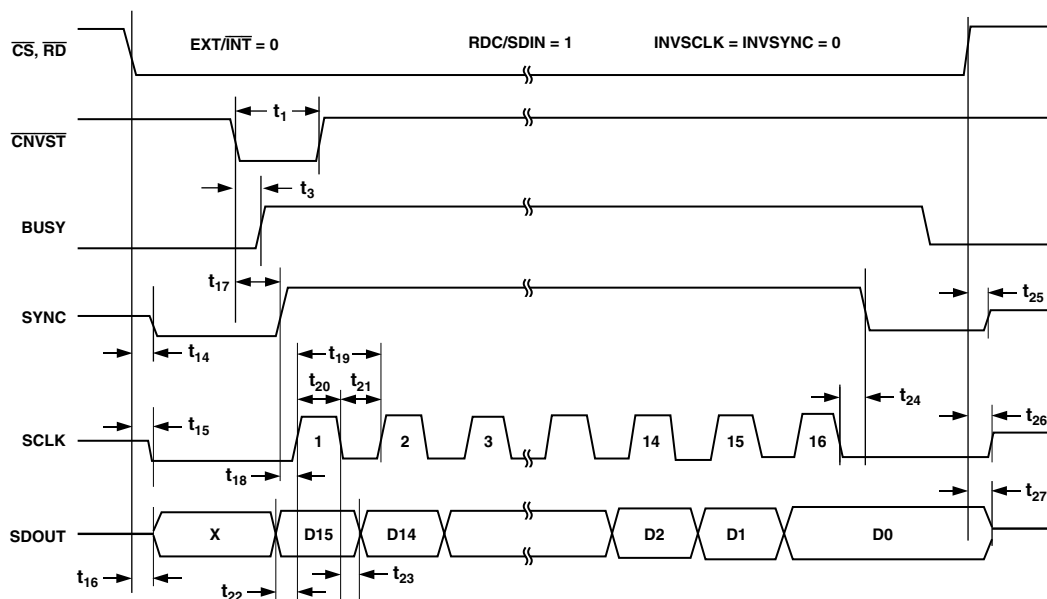 CS, RD
EXT/INT = 0
RDC/SDIN = 1
INVSCLK = INVSYNC = 0
t1
CNVST
t3
BUSY
t17
t25
SYNC
t14
t19
t20
t21
t24
t15
t26
SCLK
1
2
3
14
15
16
t18
t27
SDOUT
X
D15
D14
D2
D1
D0
t16
t22
t23